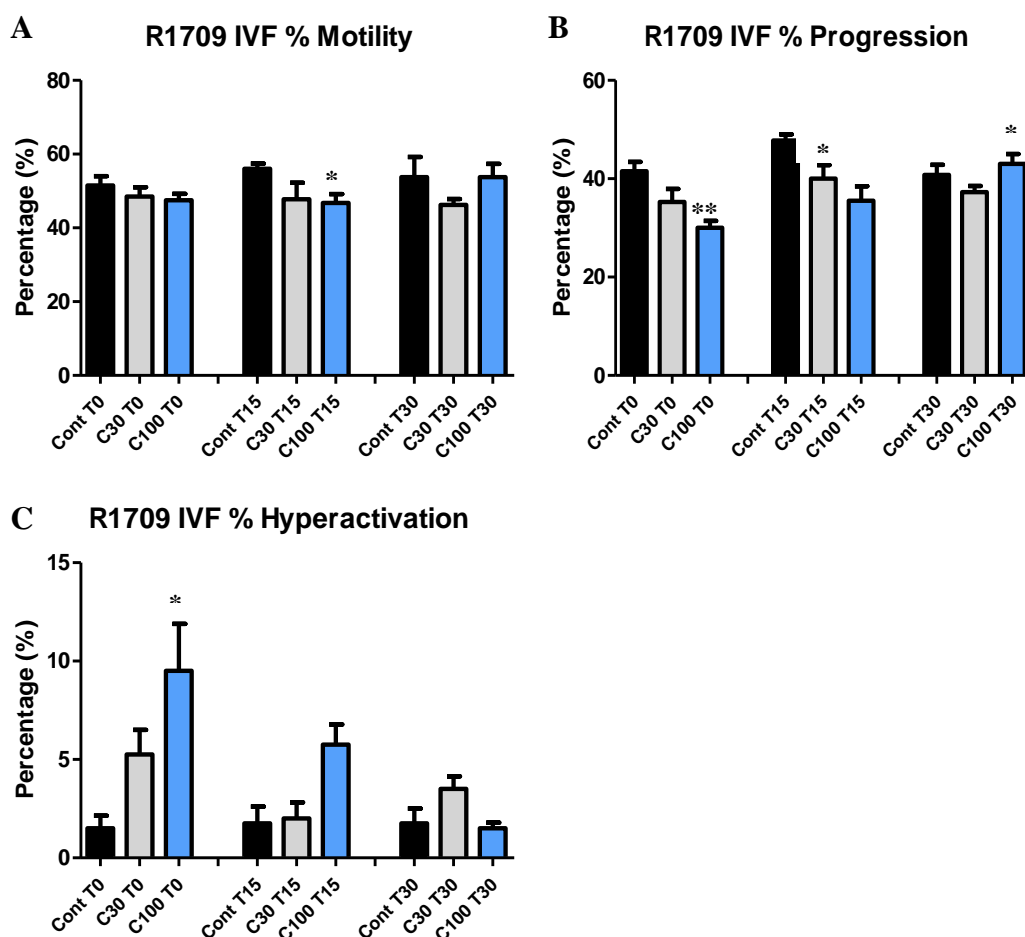 A
R1709 IVF % Motility
Percentage (%)
80
60
40
20
0
*
Cont T0
C30 T0
C100 T0
Cont T15
C30 T15
C100 T15
Cont T30
C30 T30
C100 T30
B
R1709 IVF % Progression
Percentage (%)
60
40
20
0
**
*
*
Cont T0
C30 T0
C100 T0
Cont T15
C30 T15
C100 T15
Cont T30
C30 T30
C100 T30
C
R1709 IVF % Hyperactivation
Percentage (%)
15
10
5
0
*
Cont T0
C30 T0
C100 T0
Cont T15
C30 T15
C100 T15
Cont T30
C30 T30
C100 T30